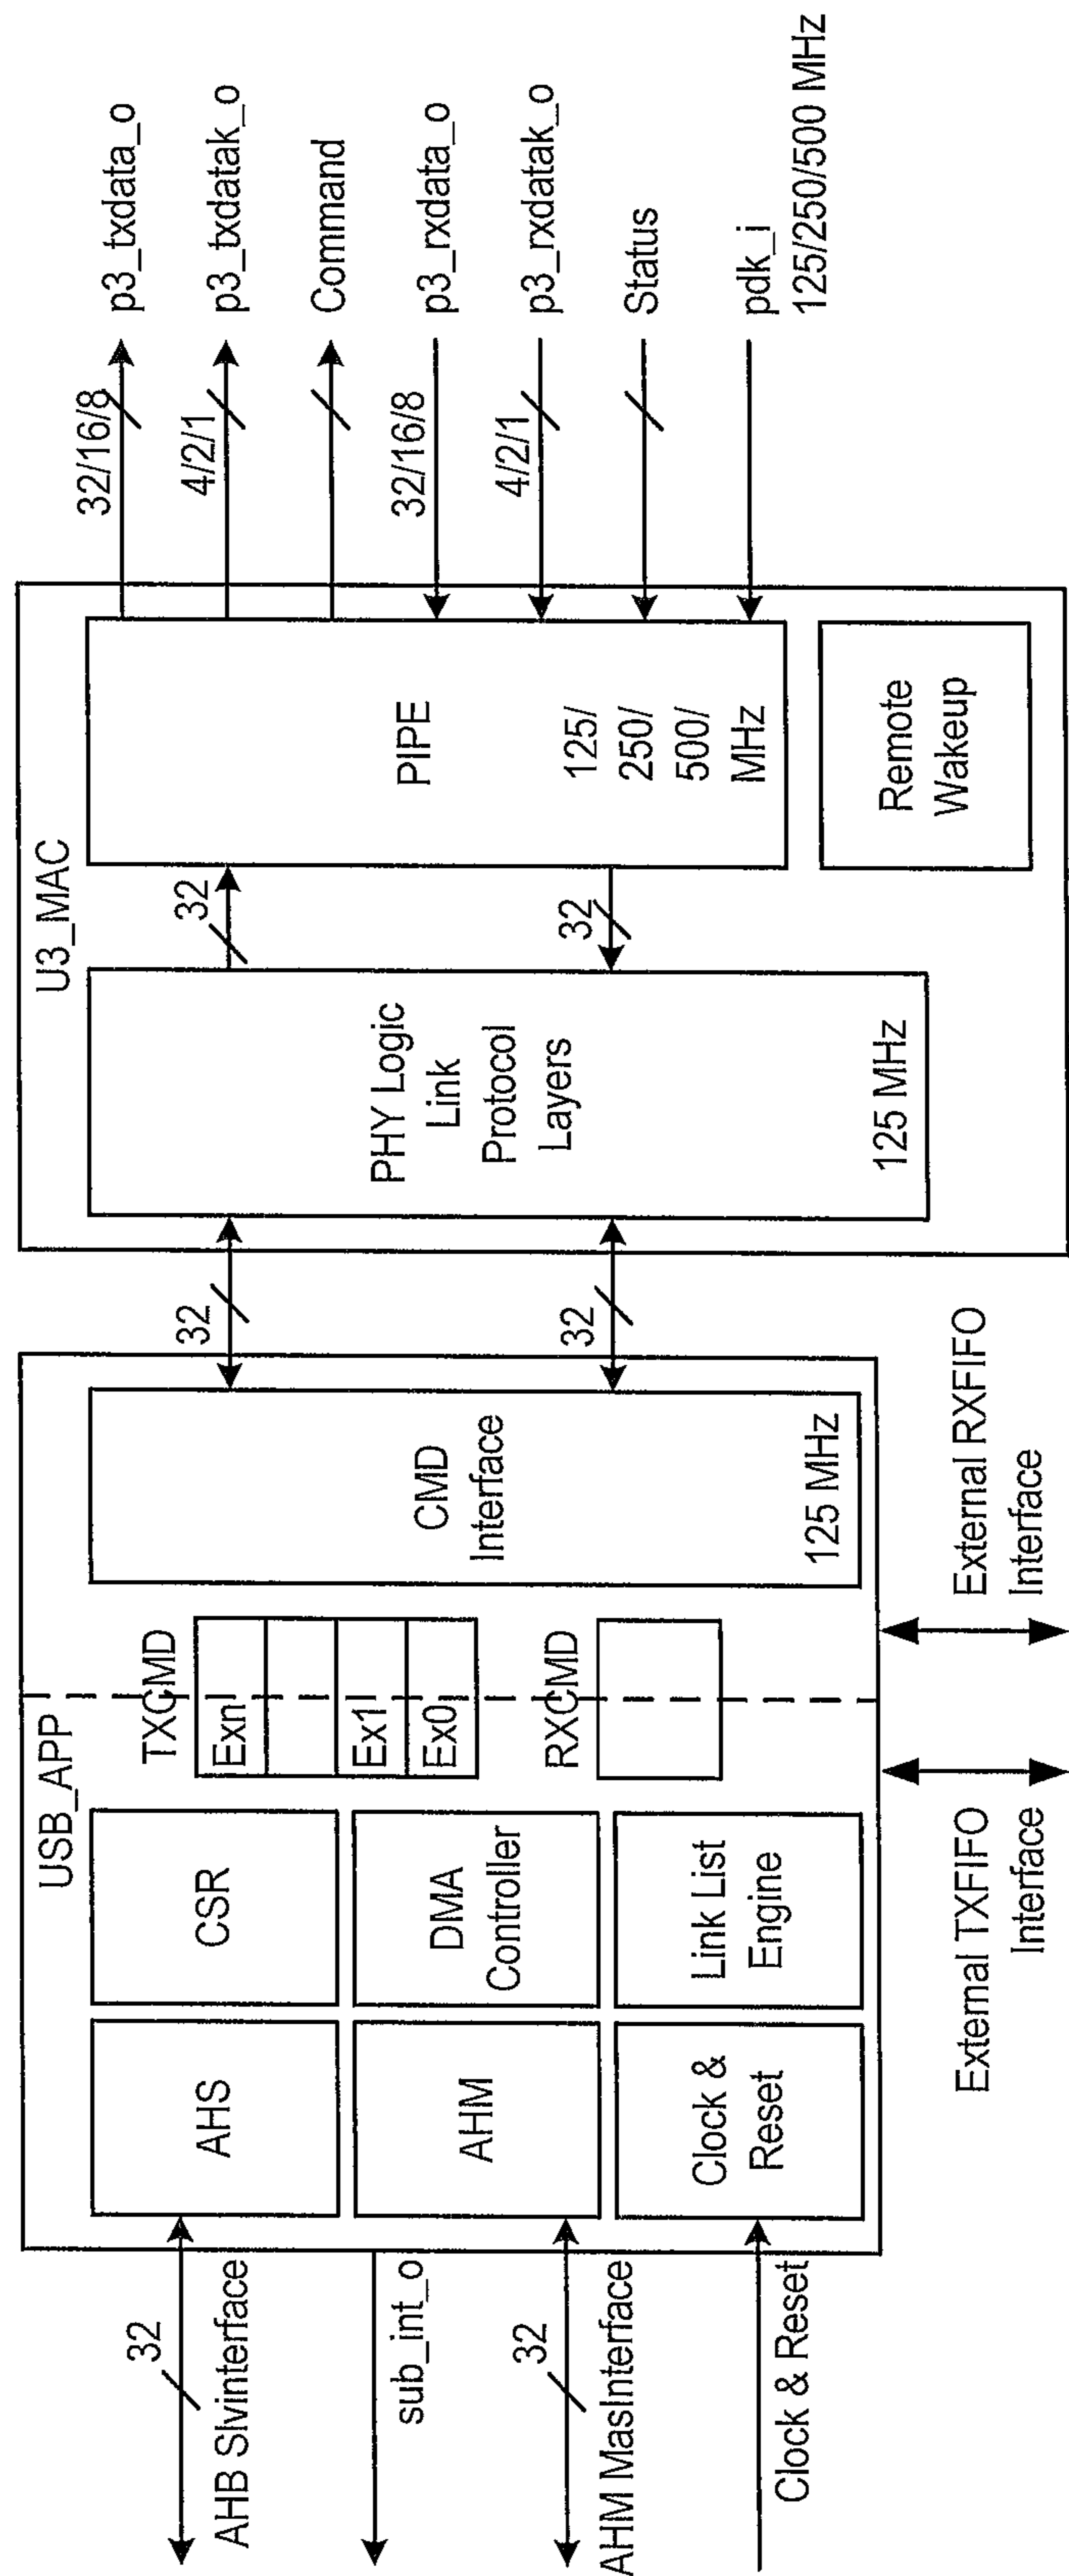 USB_APP
AHS
CSR
AHM
DMA
Controller
Clock &
Reset
Link List
Engine
TXCMD
Exn
Ex1
Ex0
RXCMD
CMD
Interface
125 MHz
32
AHB Slvinterface
sub_int_o
32
AHM MasInterface
Clock & Reset
External TXFIFO
Interface
External RXFIFO
Interface
32
32
U3_MAC
PHY Logic
Link
Protocol
Layers
125 MHz
32
32
PIPE
125/
250/
500/
MHz
Remote
Wakeup
32/16/8
p3_txdata_o
4/2/1
p3_txdatak_o
Command
32/16/8
p3_rxdata_o
4/2/1
p3_rxdatak_o
Status
pdk_i
125/250/500 MHz